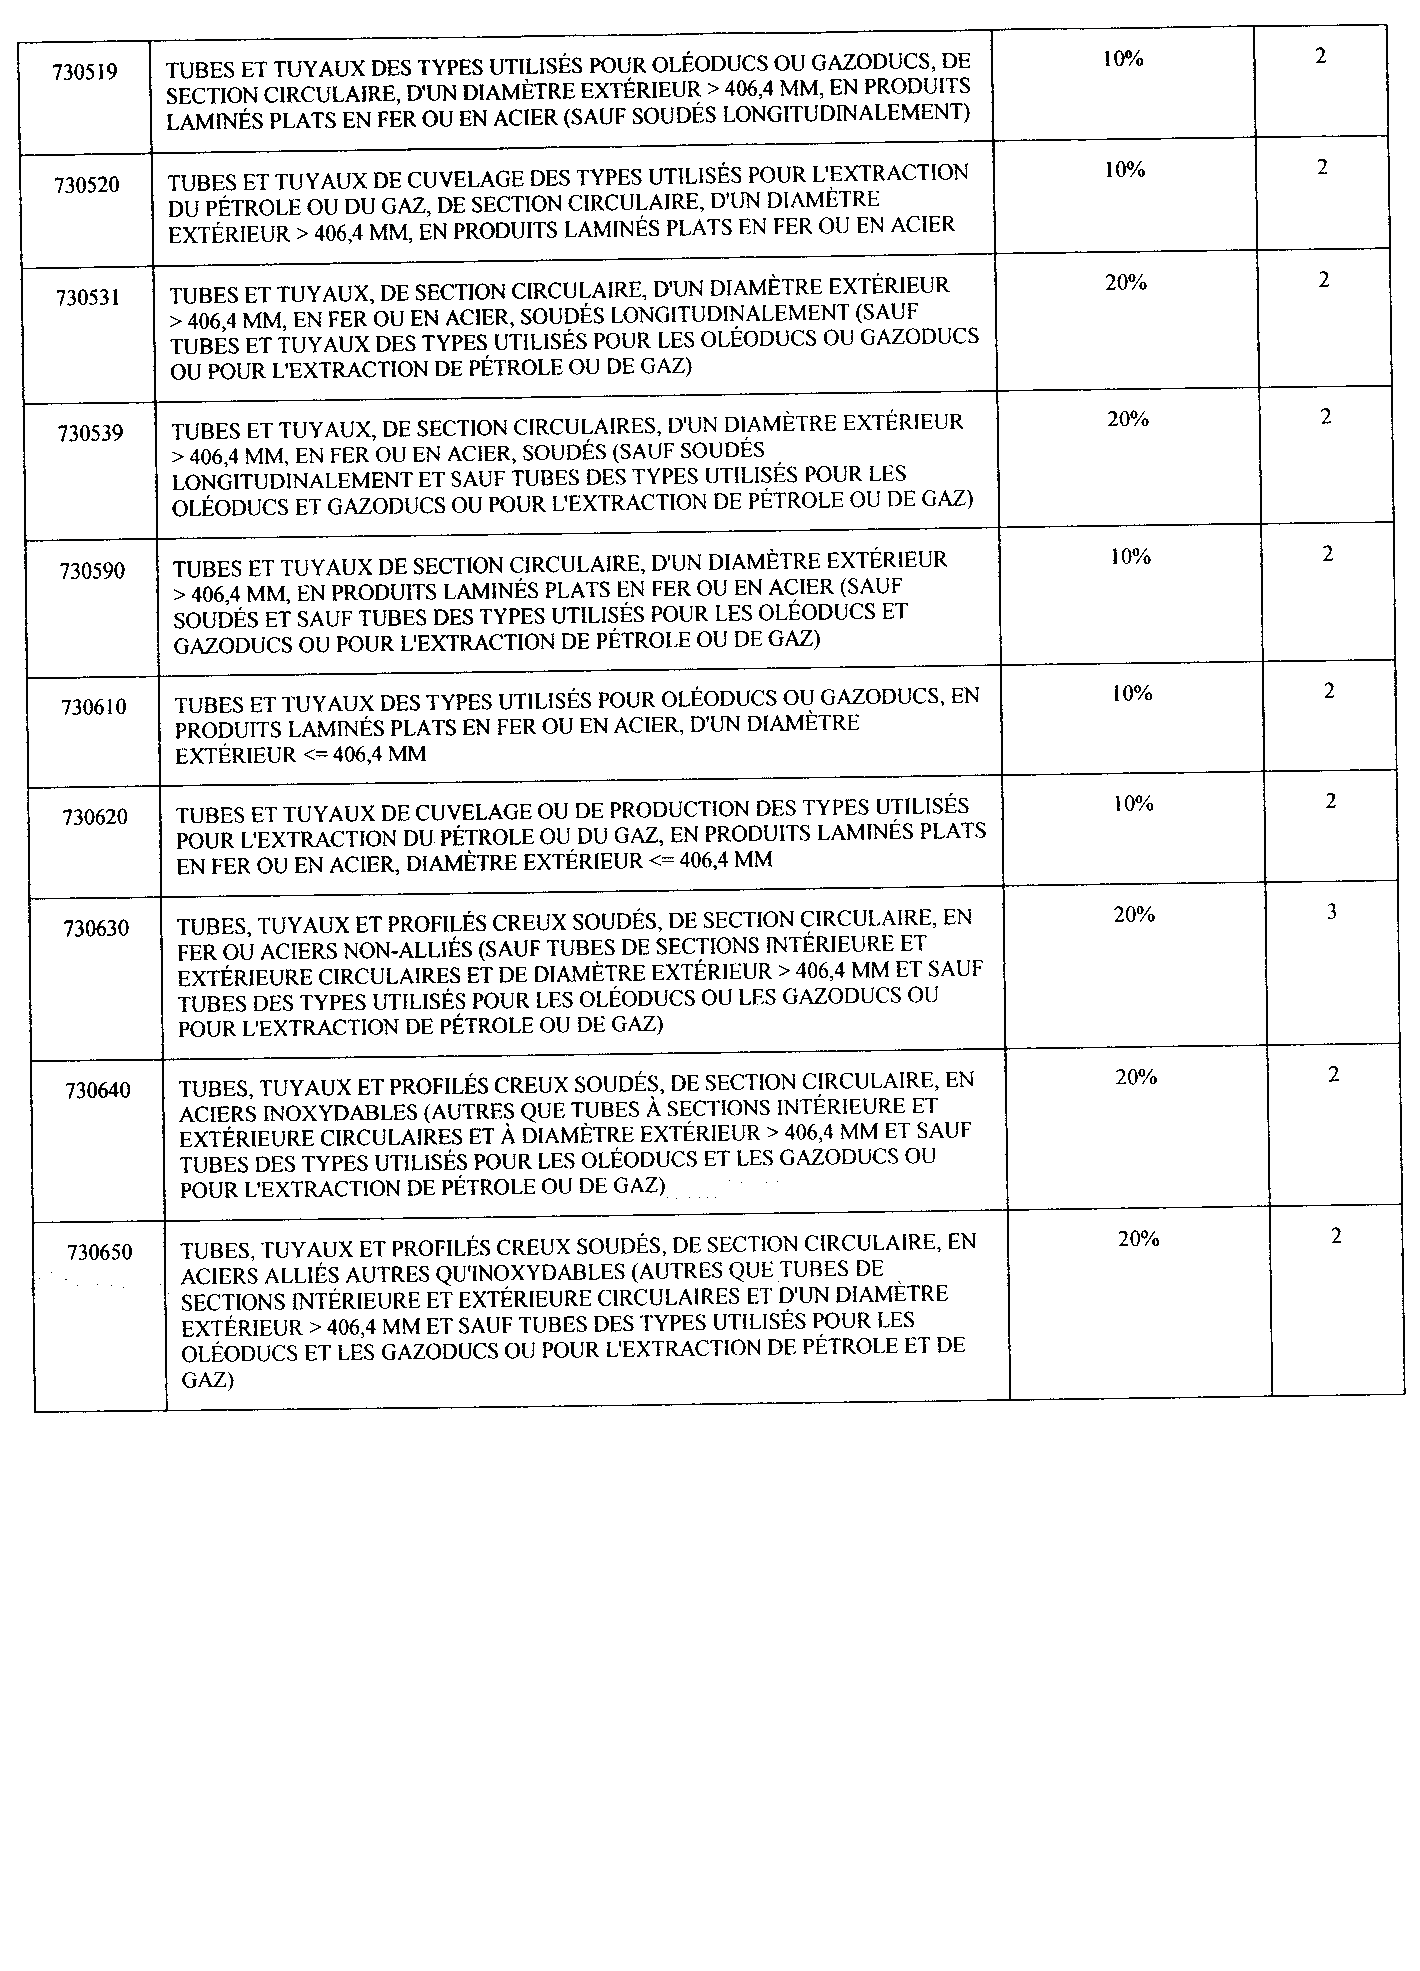 730519 TUBES ET TUYAUX DES TYPES UTILISÉS POUR OLÉODUCS OU GAZODUCS, DE 10% 2
SECTION CIRCULAIRE, D'UN DIAMÈTRE EXTÉRIEUR > 406,4 MM, EN PRODUITS
LAMINÉS PLATS EN FER OU EN ACIER (SAUF SOUDÉS LONGITUDINALEMENT)
730520 TUBES ET TUYAUX DE CUVELAGE DES TYPES UTILISÉS POUR L'EXTRACTION 10% 2
DU PÉTROLE OU DU GAZ, DE SECTION CIRCULAIRE, D'UN DIAMÈTRE
EXTÉRIEUR > 406,4 MM, EN PRODUITS LAMINÉS PLATS EN FER OU EN ACIER
730531 TUBES ET TUYAUX, DE SECTION CIRCULAIRE, D'UN DIAMÈTRE EXTÉRIEUR 20% 2
> 406,4 MM, EN FER OU EN ACIER, SOUDÉS LONGITUDINALEMENT (SAUF
TUBES ET TUYAUX DES TYPES UTILISÉS POUR LES OLÉODUCS OU GAZODUCS
OU POUR L'EXTRACTION DE PÉTROLE OU DE GAZ)
730539 TUBES ET TUYAUX, DE SECTION CIRCULAIRES, D'UN DIAMÈTRE EXTÉRIEUR 20% 2
> 406,4 MM, EN FER OU EN ACIER, SOUDÉS (SAUF SOUDÉS
LONGITUDINALEMENT ET SAUF TUBES DES TYPES UTILISÉS POUR LES
OLÉODUCS ET GAZODUCS OU POUR L'EXTRACTION DE PÉTROLE OU DE GAZ)
730590 TUBES ET TUYAUX DE SECTION CIRCULAIRE, D'UN DIAMÈTRE EXTÉRIEUR 10% 2
> 406,4 MM, EN PRODUITS LAMINÉS PLATS EN FER OU EN ACIER (SAUF
SOUDÉS ET SAUF TUBES DES TYPES UTILISÉS POUR LES OLÉODUCS ET
GAZODUCS OU POUR L'EXTRACTION DE PÉTROLE OU DE GAZ)
730610 TUBES ET TUYAUX DES TYPES UTILISÉS POUR OLÉODUCS OU GAZODUCS, EN 10% 2
PRODUITS LAMINÉS PLATS EN FER OU EN ACIER, D'UN DIAMÈTRE
EXTÉRIEUR <= 406,4 MM
730620 TUBES ET TUYAUX DE CUVELAGE OU DE PRODUCTION DES TYPES UTILISÉS 10% 2
POUR L'EXTRACTION DU PÉTROLE OU DU GAZ, EN PRODUITS LAMINÉS PLATS
EN FER OU EN ACIER, DIAMÈTRE EXTÉRIEUR <= 406,4 MM
730630 TUBES, TUYAUX ET PROFILÉS CREUX SOUDÉS, DE SECTION CIRCULAIRE, EN 20% 3
FER OU ACIERS NON-ALLIÉS (SAUF TUBES DE SECTIONS INTÉRIEURE ET
EXTÉRIEURE CIRCULAIRES ET DE DIAMÈTRE EXTÉRIEUR > 406,4 MM ET SAUF
TUBES DES TYPES UTILISÉS POUR LES OLÉODUCS OU LES GAZODUCS OU
POUR L'EXTRACTION DE PÉTROLE OU DE GAZ)
730640 TUBES, TUYAUX ET PROFILÉS CREUX SOUDÉS, DE SECTION CIRCULAIRE, EN 20% 2
ACIERS INOXYDABLES (AUTRES QUE TUBES À SECTIONS INTÉRIEURE ET
EXTÉRIEURE CIRCULAIRES ET À DIAMÈTRE EXTÉRIEUR > 406,4 MM ET SAUF
TUBES DES TYPES UTILISÉS POUR LES OLÉODUCS ET LES GAZODUCS OU
POUR L'EXTRACTION DE PÉTROLE OU DE GAZ)
730650 TUBES, TUYAUX ET PROFILÉS CREUX SOUDÉS, DE SECTION CIRCULAIRE, EN 20% 2
ACIERS ALLIÉS AUTRES QU'INOXYDABLES (AUTRES QUE TUBES DE
SECTIONS INTÉRIEURE ET EXTÉRIEURE CIRCULAIRES ET D'UN DIAMÈTRE
EXTÉRIEUR > 406,4 MM ET SAUF TUBES DES TYPES UTILISÉS POUR LES
OLÉODUCS ET LES GAZODUCS OU POUR L'EXTRACTION DE PÉTROLE ET DE
GAZ)